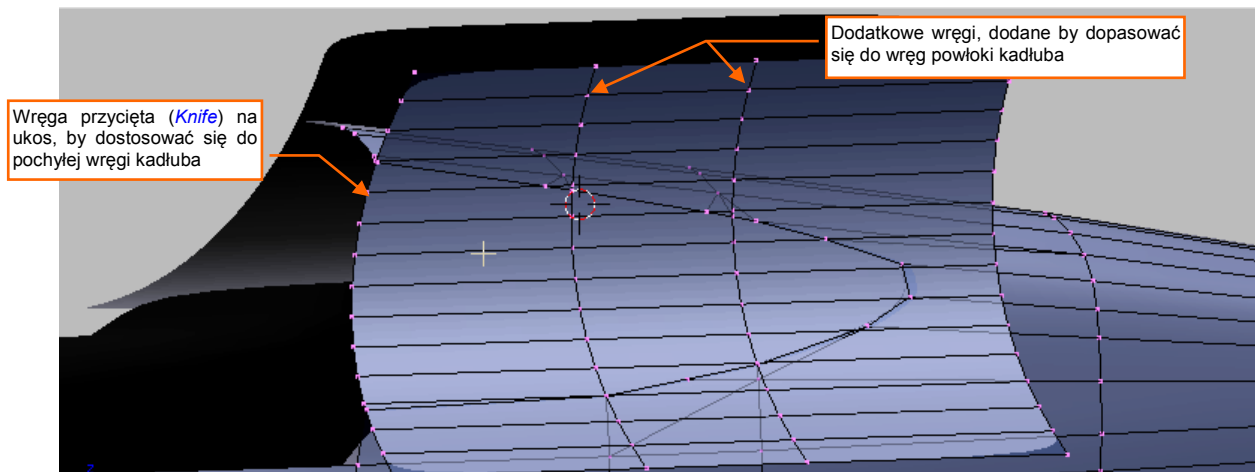 Dodatkowe wręgi, dodane by dopasować
się do wręg powłoki kadłuba
Wręga przycięta (Knife) na
ukos, by dostosować się do
pochyłej wręgi kadłuba
z